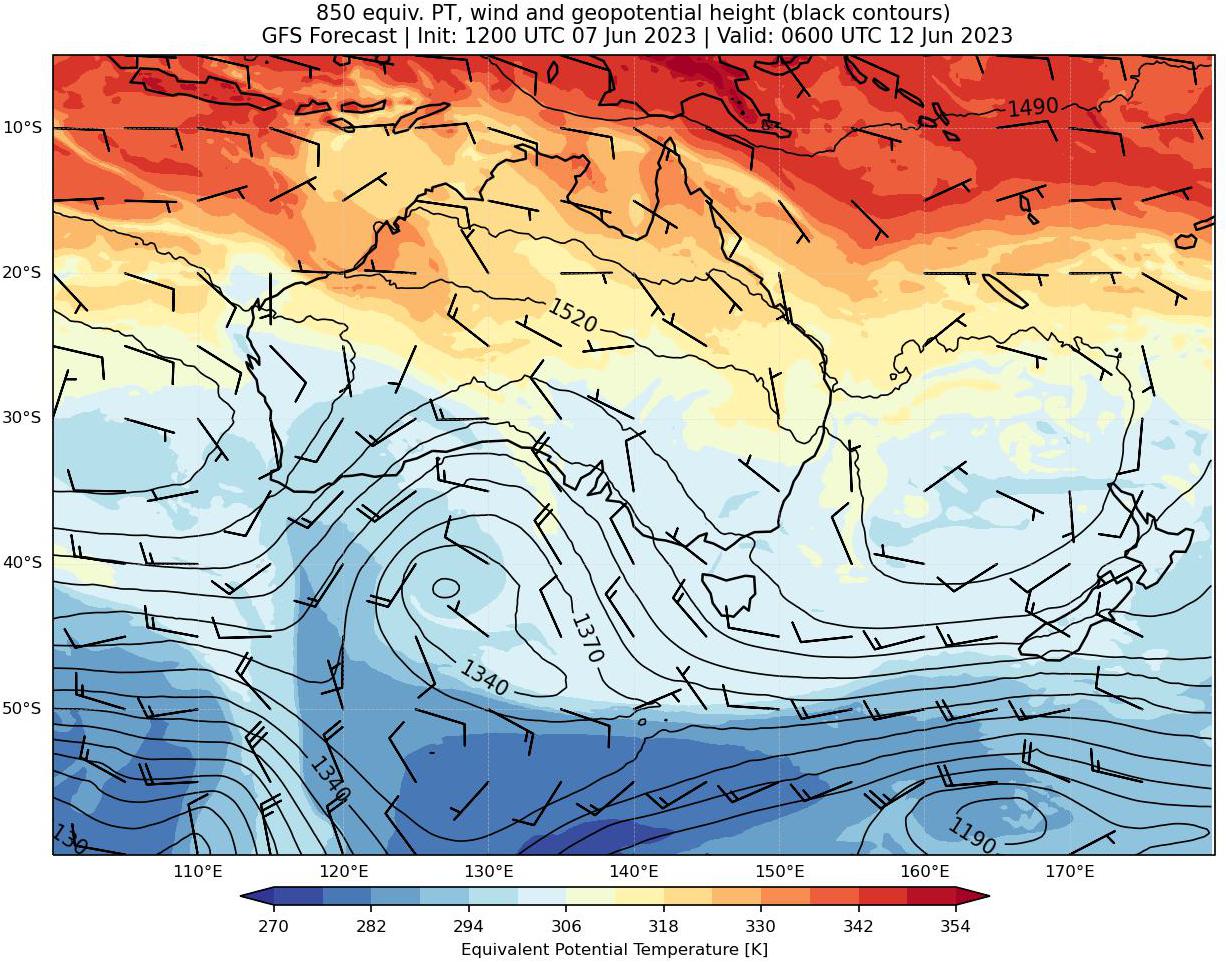 850 equiv. PT, wind and geopotential height (black contours)
GFS Forecast | Init: 1200 UTC 07 Jun 2023 | Valid: 0600 UTC 12 Jun 2023
1490
10°S
20°S
1520
30°S
40°S
1370
1340
50°S
1340
130
1190
110°E 120°E 130°E 140°E 150°E 160°E 170°E
270 282 294 306 318 330 342 354
Equivalent Potential Temperature [K]